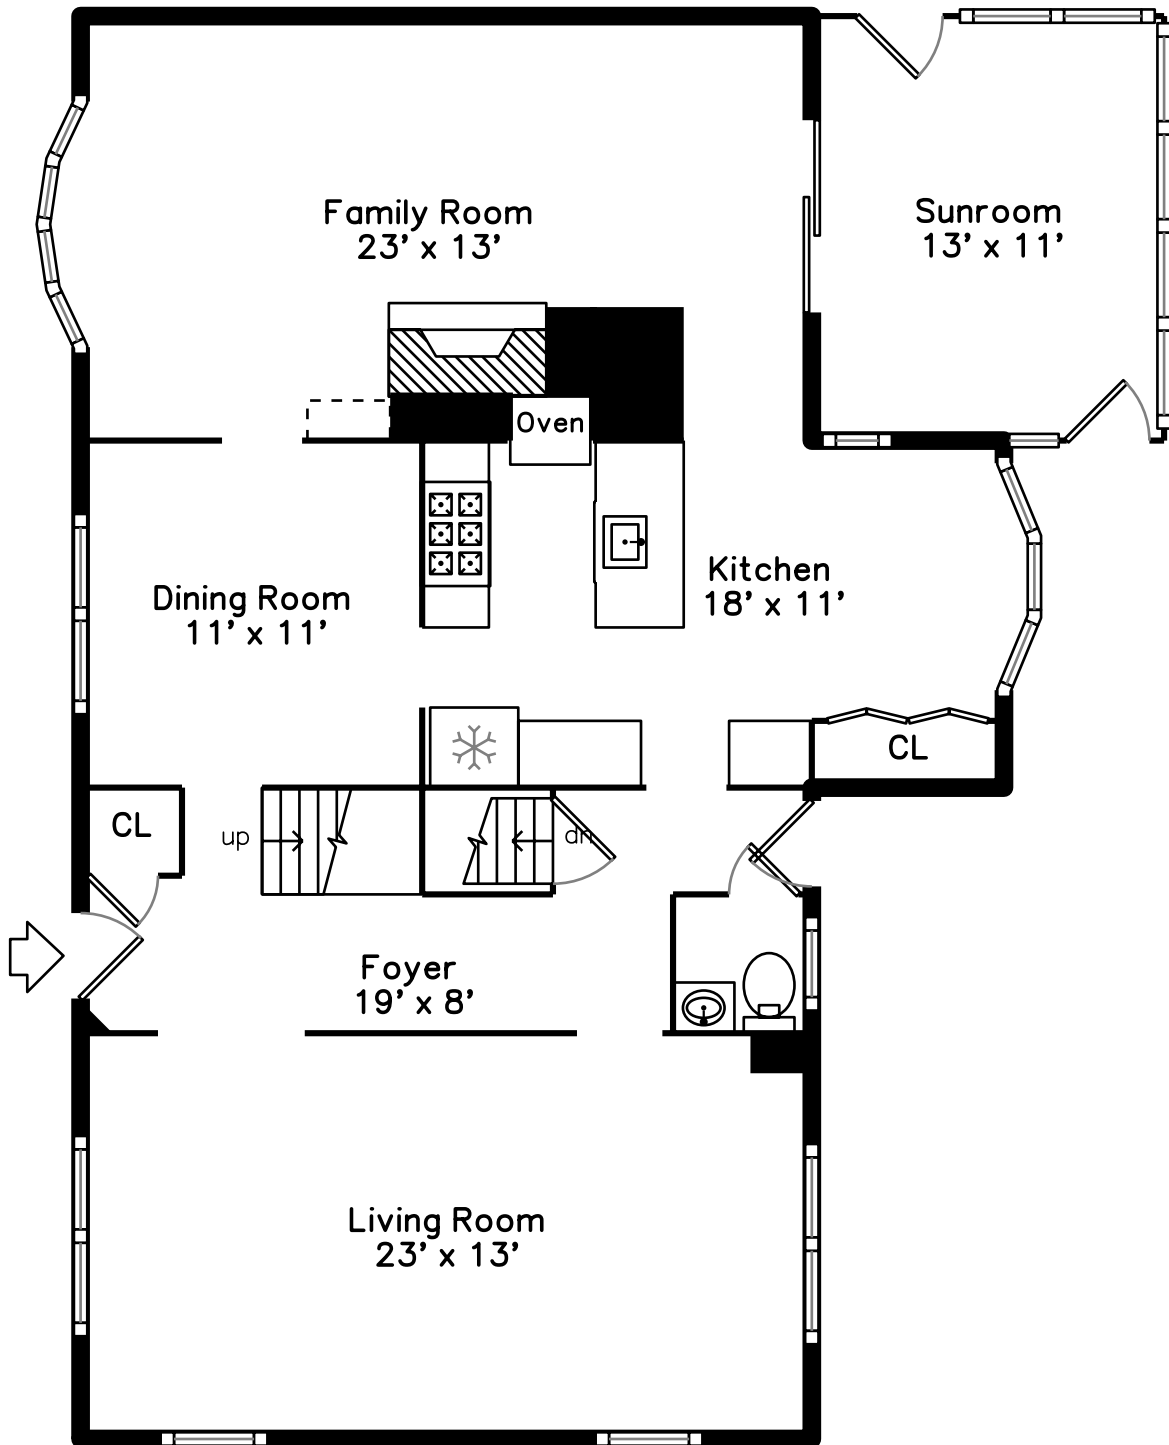 Family Room
23' x 13'
Sunroom
13' x 11'
Oven
Kitchen
18' x 11'
Dining Room
11' x 11'
CL
CL
up
dn
Foyer
19' x 8'
Living Room
23' x 13'